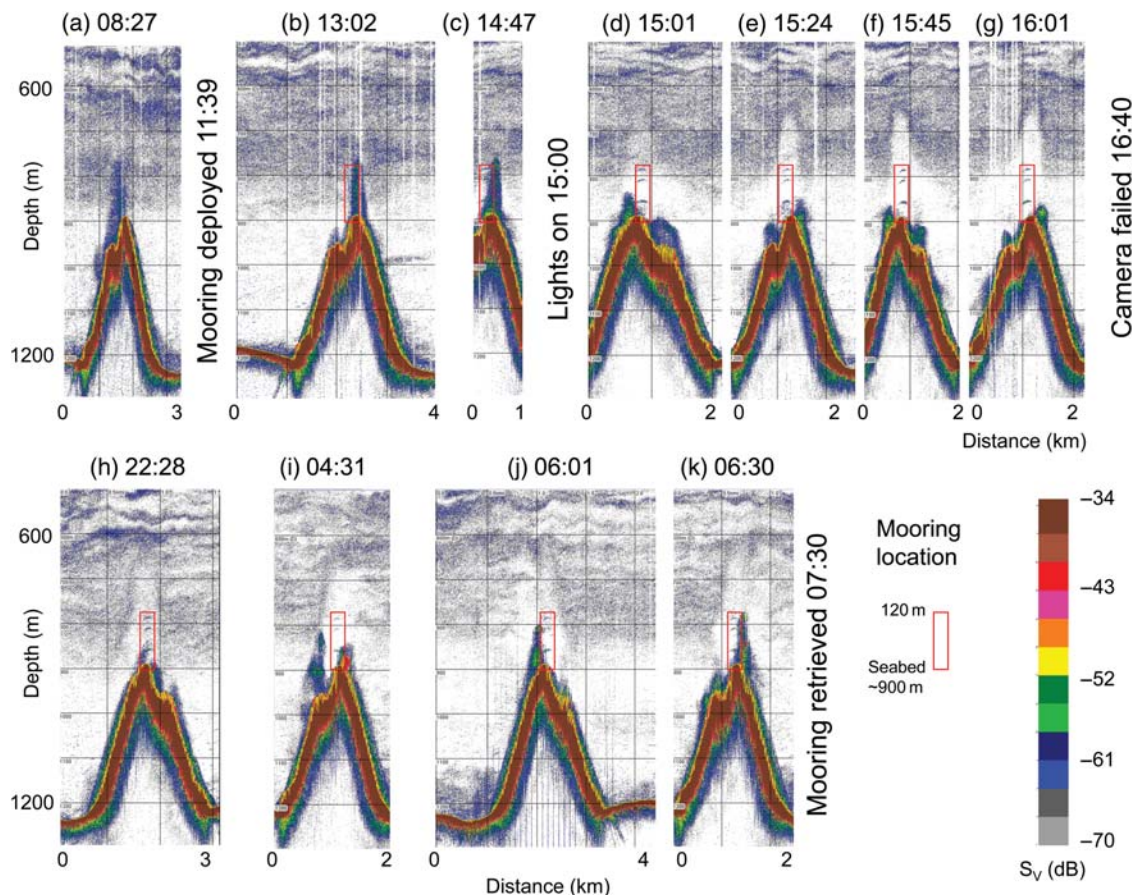 (a) 08:27
(b) 13:02
(c) 14:47
(d) 15:01
(e) 15:24
(f) 15:45
(g) 16:01
600
Depth (m)
1200
Mooring deployed 11:39
Lights on 15:00
Camera failed 16:40
0 3
0 4
0 1
0 2
0 2
0 2
0 2
Distance (km)
(h) 22:28
(i) 04:31
(j) 06:01
(k) 06:30
600
Depth (m)
1200
Mooring retrieved 07:30
0 3
0 2
0 4
0 2
Distance (km)
Mooring
location
120 m
Seabed
~900 m
–34
–43
–52
–61
–70
SV (dB)